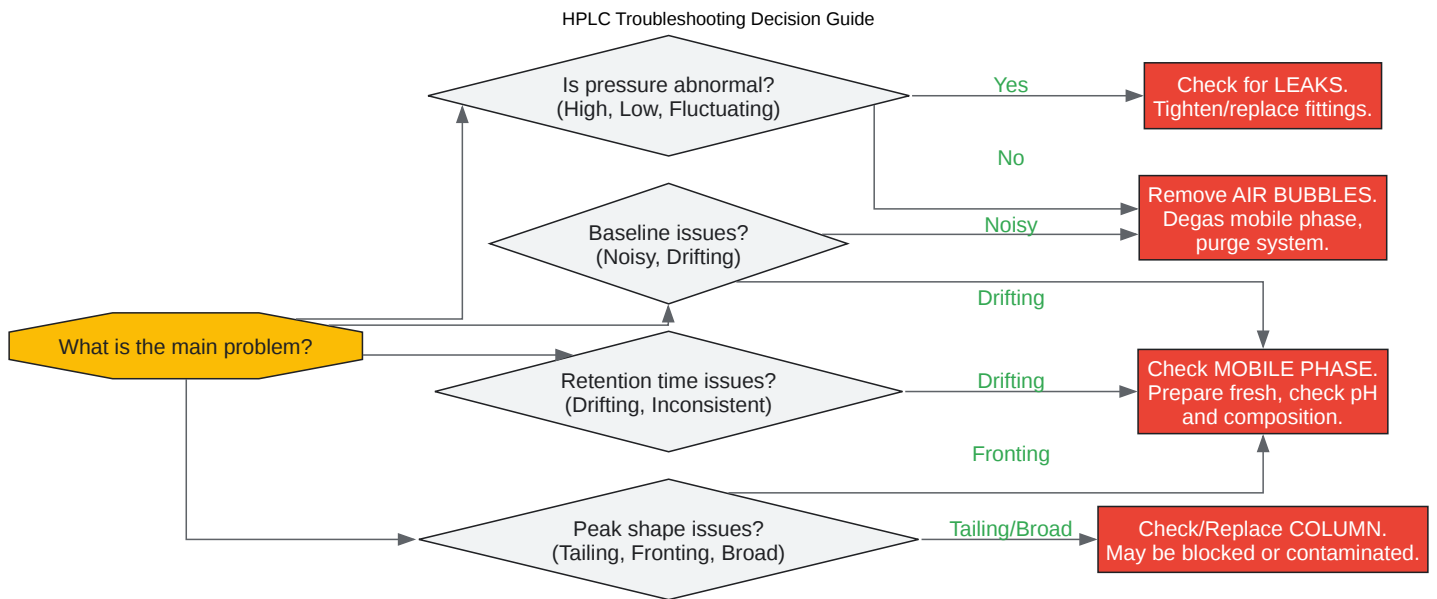 HPLC Troubleshooting Decision Guide
Is pressure abnormal?
(High, Low, Fluctuating)
Yes
Check for LEAKS.
Tighten/replace fittings.
No
Baseline issues?
(Noisy, Drifting)
Noisy
Remove AIR BUBBLES.
Degas mobile phase,
purge system.
Drifting
What is the main problem?
Retention time issues?
(Drifting, Inconsistent)
Drifting
Check MOBILE PHASE.
Prepare fresh, check pH
and composition.
Fronting
Peak shape issues?
(Tailing, Fronting, Broad)
Tailing/Broad
Check/Replace COLUMN.
May be blocked or contaminated.